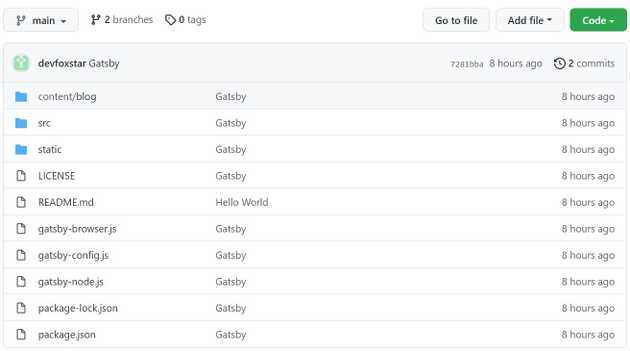 main 2 branches 0 tags Go to file Add file Code
devfoxstar Gatsby 7281bba 8 hours ago 2 commits
content/blog Gatsby 8 hours ago
src Gatsby 8 hours ago
static Gatsby 8 hours ago
LICENSE Gatsby 8 hours ago
README.md Hello World 8 hours ago
gatsby-browser.js Gatsby 8 hours ago
gatsby-config.js Gatsby 8 hours ago
gatsby-node.js Gatsby 8 hours ago
package-lock.json Gatsby 8 hours ago
package.json Gatsby 8 hours ago